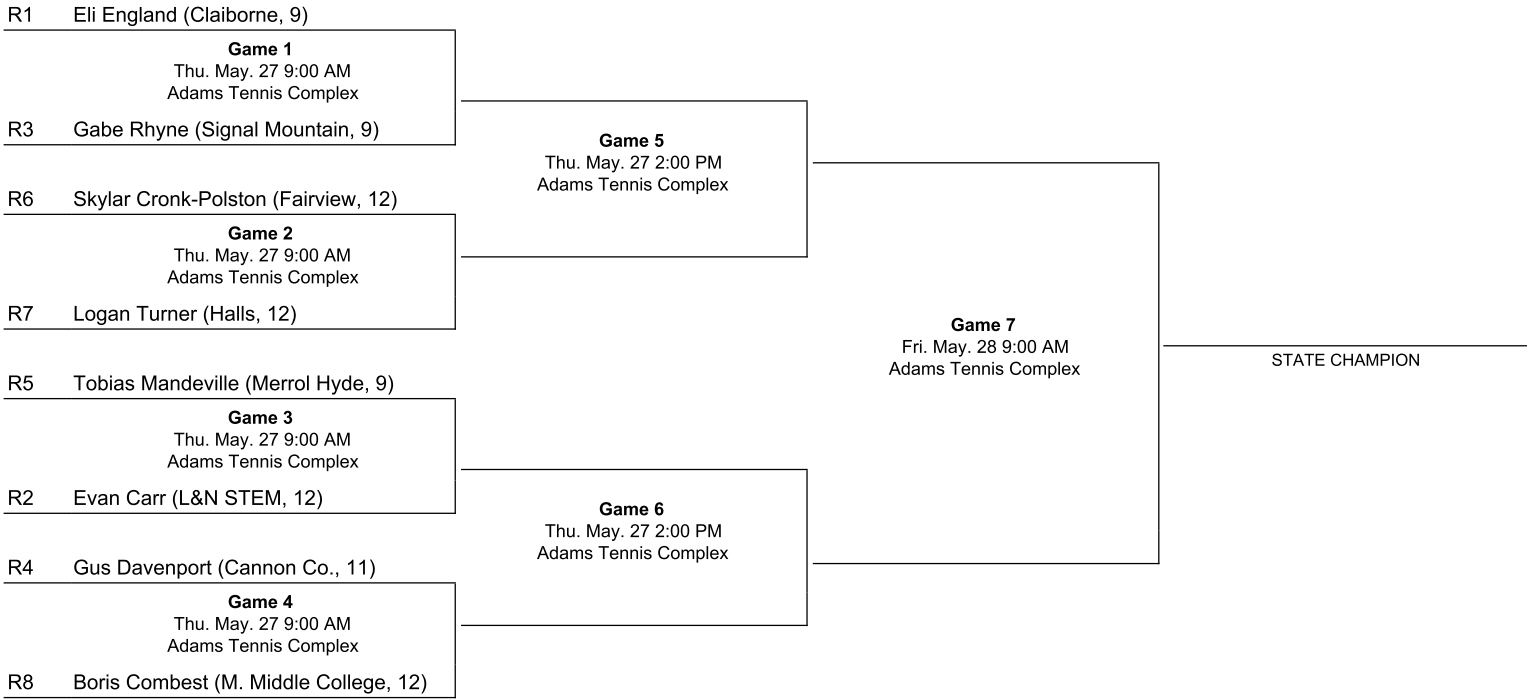 R1 Eli England (Claiborne, 9)
Game 1
Thu. May. 27 9:00 AM
Adams Tennis Complex
R3 Gabe Rhyne (Signal Mountain, 9)
R6 Skylar Cronk-Polston (Fairview, 12)
Game 2
Thu. May. 27 9:00 AM
Adams Tennis Complex
R7 Logan Turner (Halls, 12)
R5 Tobias Mandeville (Merrol Hyde, 9)
Game 3
Thu. May. 27 9:00 AM
Adams Tennis Complex
R2 Evan Carr (L&N STEM, 12)
R4 Gus Davenport (Cannon Co., 11)
Game 4
Thu. May. 27 9:00 AM
Adams Tennis Complex
R8 Boris Combest (M. Middle College, 12)
Game 5
Thu. May. 27 2:00 PM
Adams Tennis Complex
Game 6
Thu. May. 27 2:00 PM
Adams Tennis Complex
Game 7
Fri. May. 28 9:00 AM
Adams Tennis Complex
STATE CHAMPION